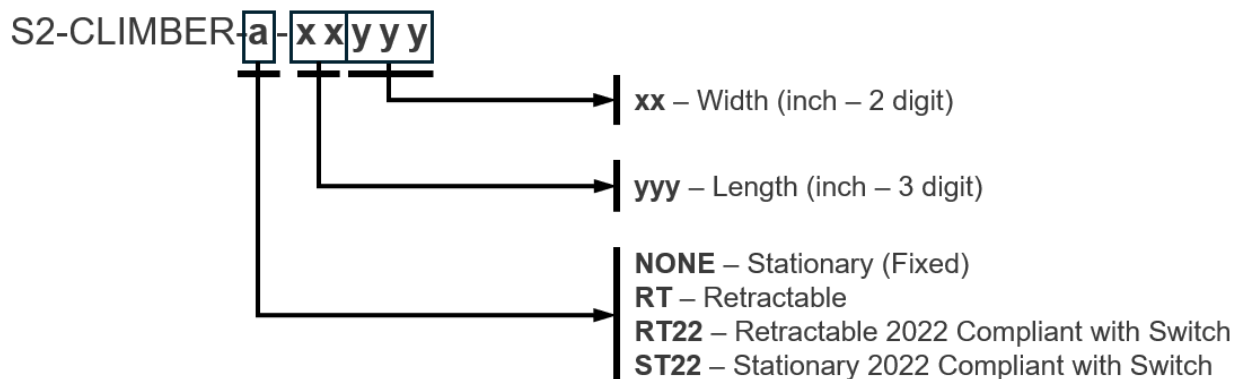 S2-CLIMBER-a-xxyyy
xx – Width (inch – 2 digit)
yyy – Length (inch – 3 digit)
NONE – Stationary (Fixed)
RT – Retractable
RT22 – Retractable 2022 Compliant with Switch
ST22 – Stationary 2022 Compliant with Switch